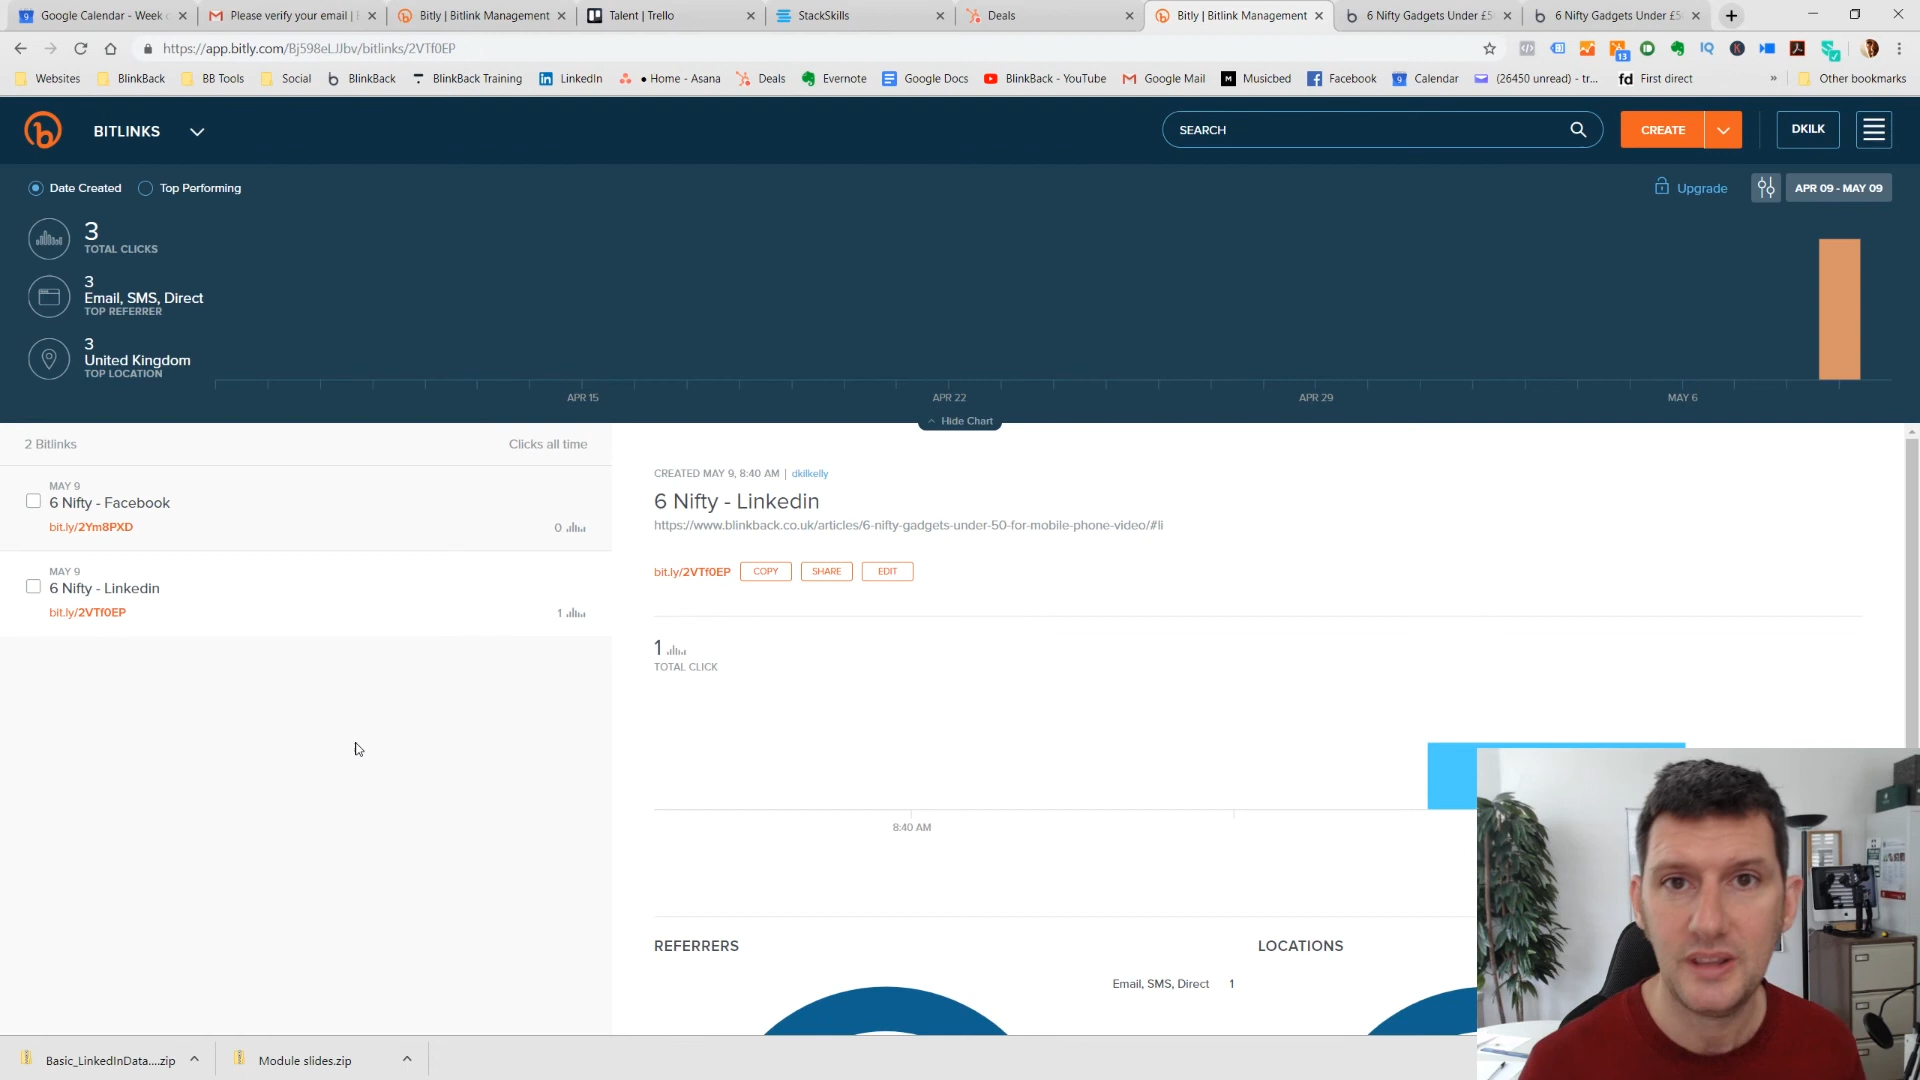 Google Calendar - Week
Please verify your email |
Bitly | Bitlink Management
Talent | Trello
StackSkills
Deals
Bitly | Bitlink Management
6 Nifty Gadgets Under £5
6 Nifty Gadgets Under £5
https://app.bitly.com/Bj598eLJJbv/bitlinks/2VTf0EP
Websites
BlinkBack
BB Tools
Social
BlinkBack
BlinkBack Training
LinkedIn
• Home - Asana
Deals
Evernote
Google Docs
BlinkBack - YouTube
Google Mail
Musicbed
Facebook
Calendar
(26450 unread) - tr...
First direct
»
Other bookmarks
BITLINKS
SEARCH
CREATE
DKILK
Date Created
Top Performing
Upgrade
APR 09 - MAY 09
3
TOTAL CLICKS
3
Email, SMS, Direct
TOP REFERRER
3
United Kingdom
TOP LOCATION
APR 15
APR 22
APR 29
MAY 6
Hide Chart
2 Bitlinks
Clicks all time
MAY 9
6 Nifty - Facebook
bit.ly/2Ym8PXD
0
MAY 9
6 Nifty - Linkedin
bit.ly/2VTf0EP
1
CREATED MAY 9, 8:40 AM | dkilkelly
6 Nifty - Linkedin
https://www.blinkback.co.uk/articles/6-nifty-gadgets-under-50-for-mobile-phone-video/#li
bit.ly/2VTf0EP
COPY
SHARE
EDIT
1
TOTAL CLICK
8:40 AM
REFERRERS
LOCATIONS
Email, SMS, Direct 1
Basic_LinkedInData....zip
Module slides.zip